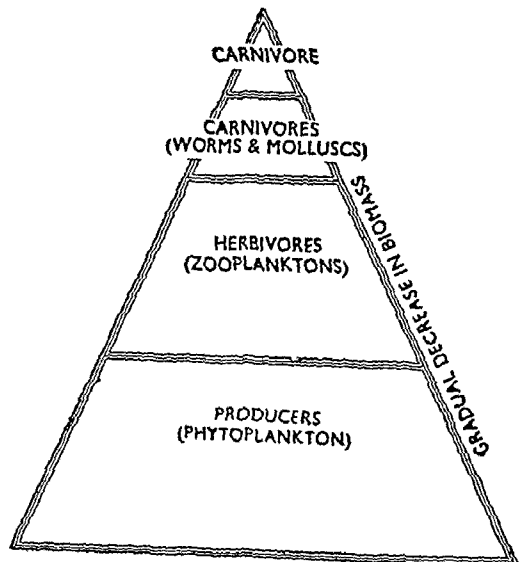 CARNIVORE
CARNIVORES
(WORMS & MOLLUSCS)
HERBIVORES
(ZOOPLANKTONS)
GRADUAL DECREASE IN BIOMASS
PRODUCERS
(PHYTOPLANKTON)